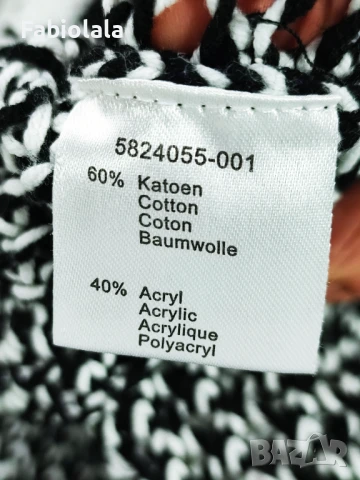 Fabiolala
5824055-001
60% Katoen
Cotton
Coton
Baumwolle
40% Acryl
Acrylic
Acrylique
Polyacryl
BAZAR